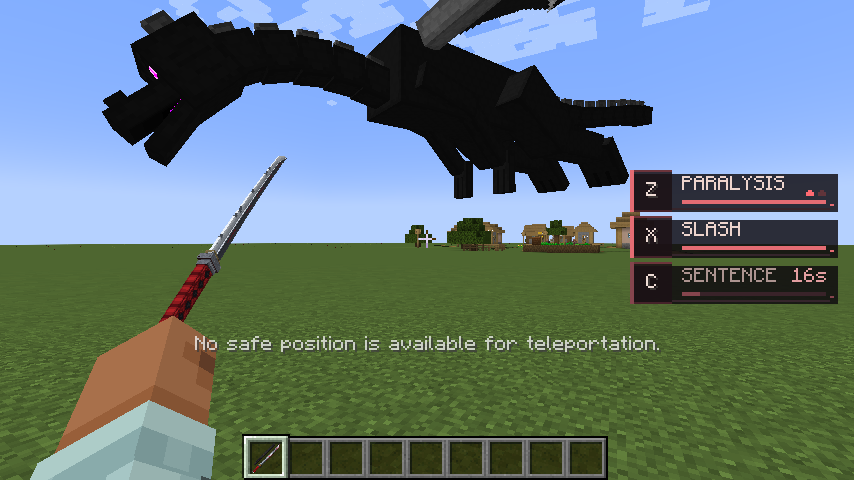 Z PARALYSIS
X SLASH
C SENTENCE 16s
No safe position is available for teleportation.